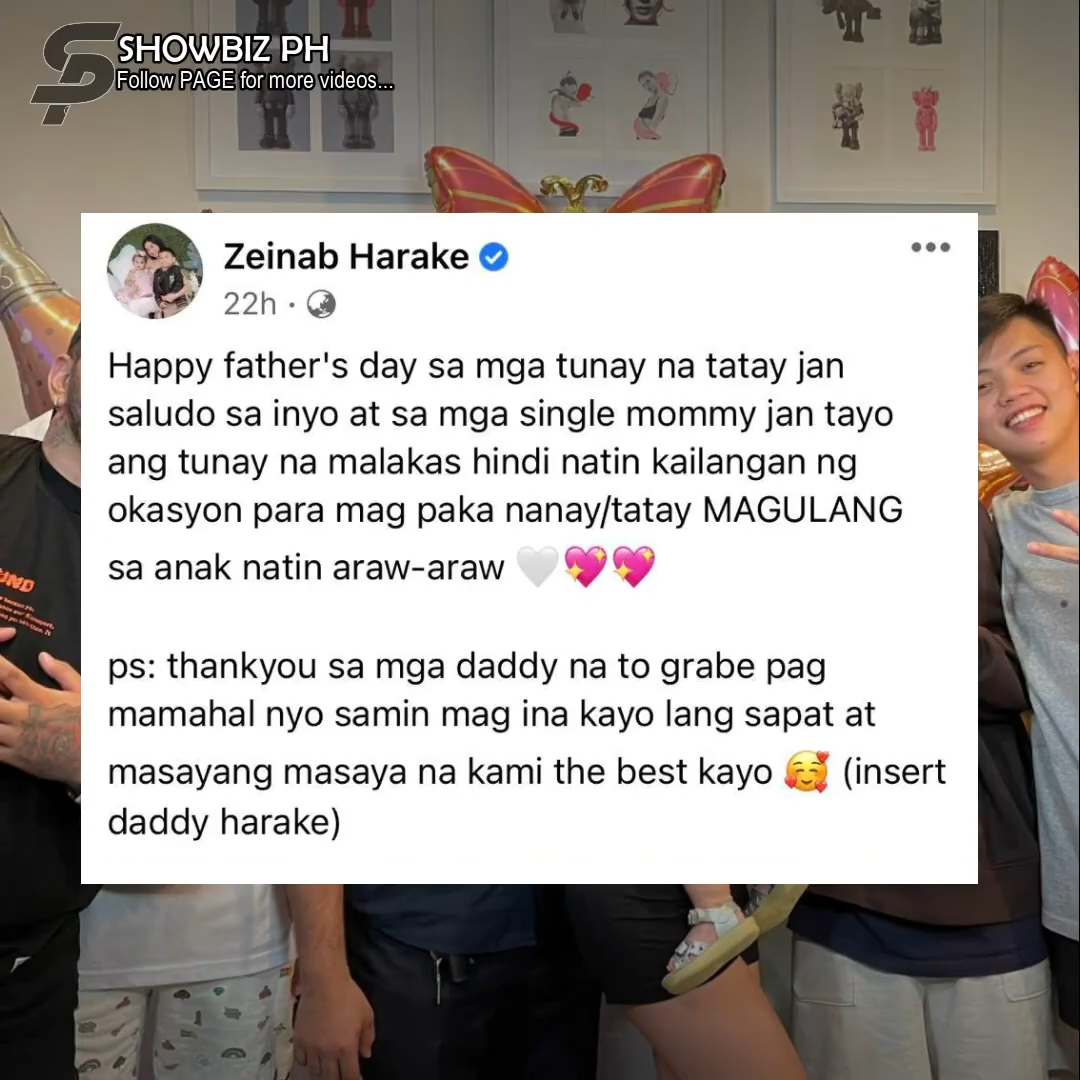 SHOWBIZ PH
Follow PAGE for more videos...
Zeinab Harake
22h ·
Happy father's day sa mga tunay na tatay jan
saludo sa inyo at sa mga single mommy jan tayo
ang tunay na malakas hindi natin kailangan ng
okasyon para mag paka nanay/tatay MAGULANG
sa anak natin araw-araw 🤍💖💖
ps: thankyou sa mga daddy na to grabe pag
mamahal nyo samin mag ina kayo lang sapat at
masayang masaya na kami the best kayo 🥰 (insert
daddy harake)